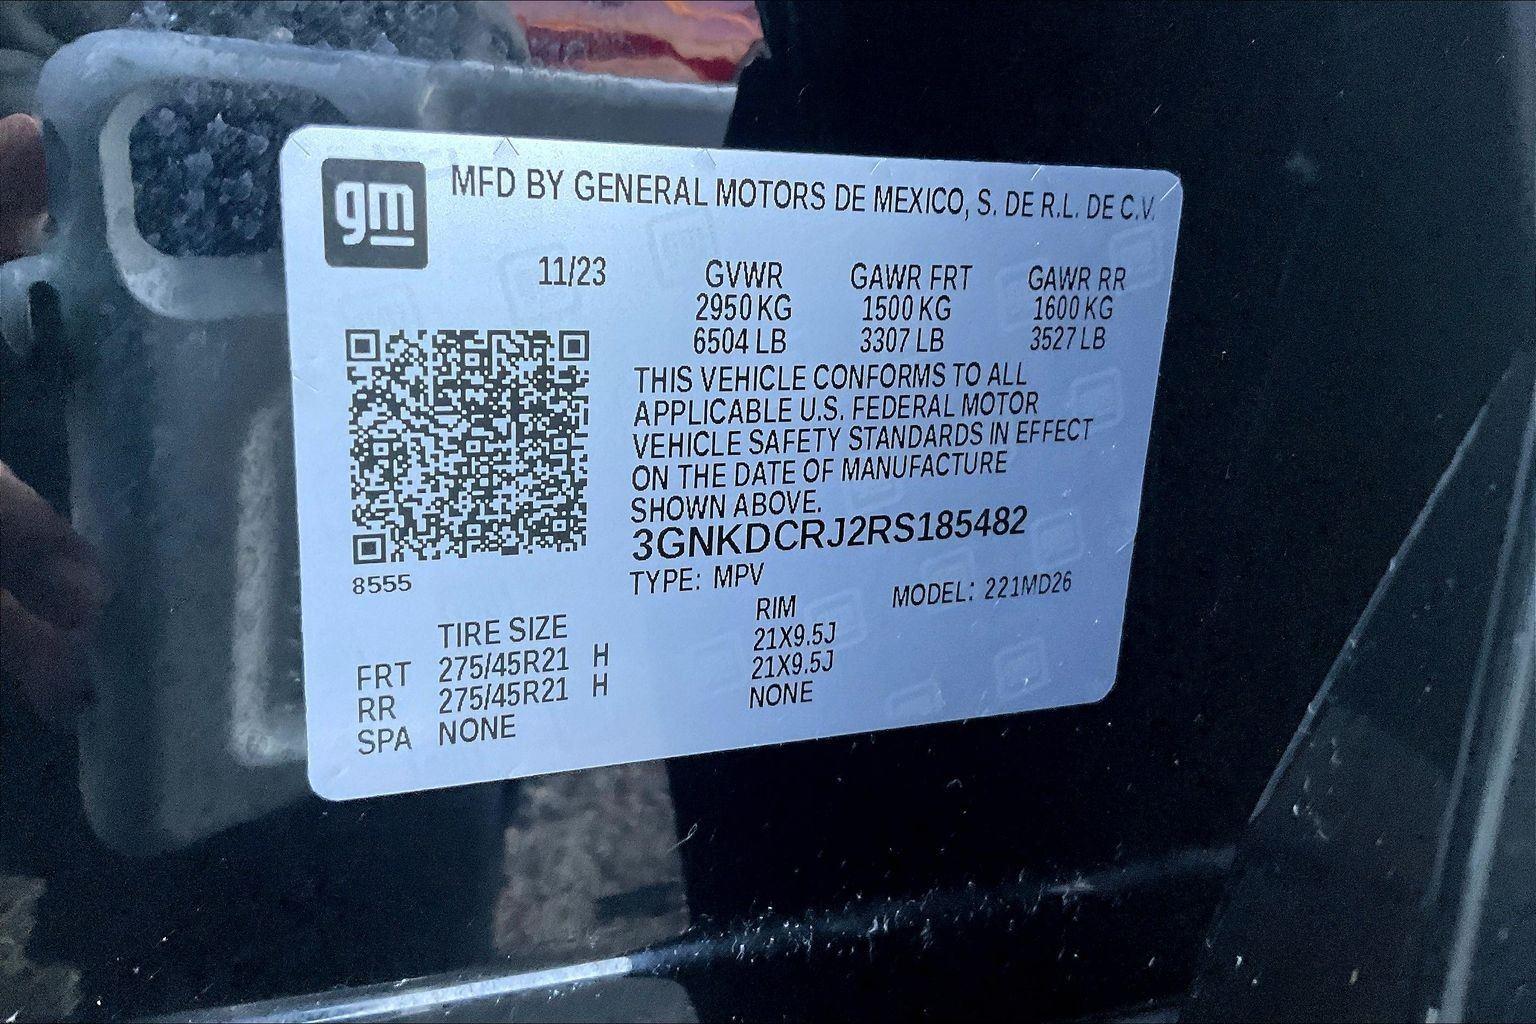 gm
MFD BY GENERAL MOTORS DE MEXICO, S. DE R.L. DE C.V.
11/23 GVWR GAWR FRT GAWR RR
2950 KG 1500 KG 1600 KG
6504 LB 3307 LB 3527 LB
THIS VEHICLE CONFORMS TO ALL
APPLICABLE U.S. FEDERAL MOTOR
VEHICLE SAFETY STANDARDS IN EFFECT
ON THE DATE OF MANUFACTURE
SHOWN ABOVE.
3GNKDCRJ2RS185482
8555 TYPE: MPV MODEL: 221MD26
TIRE SIZE RIM
FRT 275/45R21 H 21X9.5J
RR 275/45R21 H 21X9.5J
SPA NONE NONE